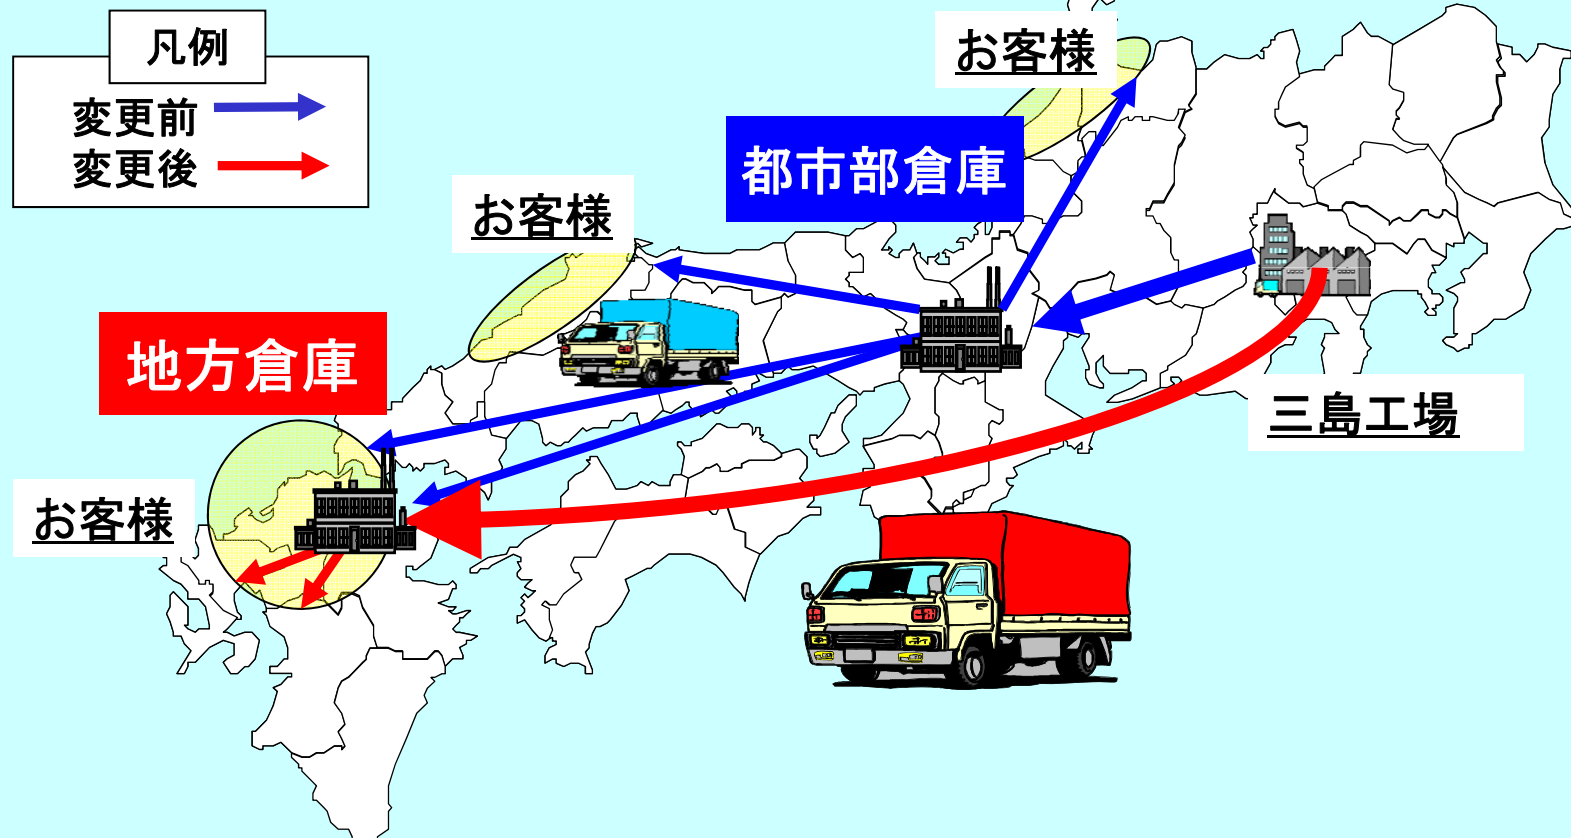 凡例
変更前
変更後
お客様
都市部倉庫
お客様
地方倉庫
三島工場
お客様